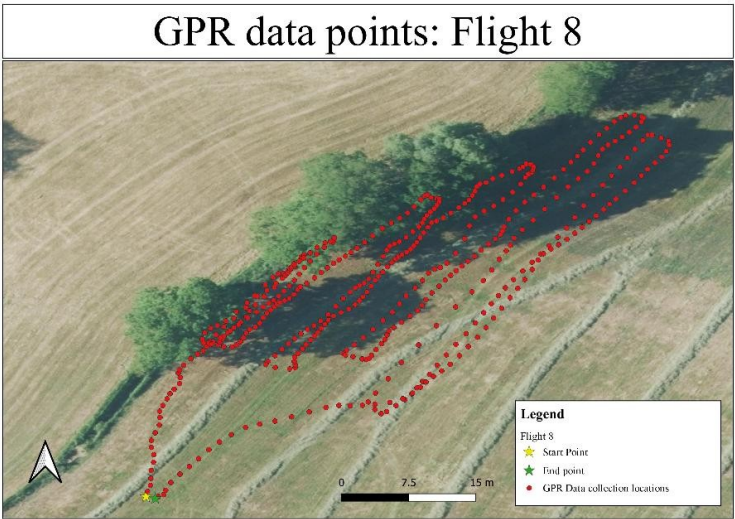 GPR data points: Flight 8
Legend
Flight 8
Start Point
End point
GPR Data collection locations
0 7.5 15 m